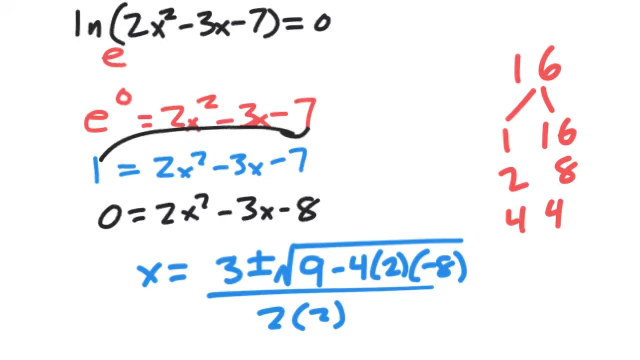 ln(2x²-3x-7)=0
e
e⁰=2x²-3x-7
1=2x²-3x-7
0=2x²-3x-8
x= 3±√9-4(2)(-8)
2(2)
16
1 16
2 8
4 4